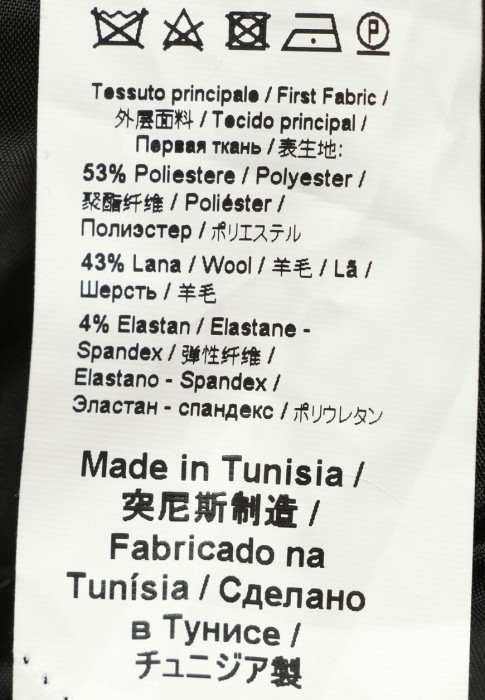 P
Tessuto principale / First Fabric /
外层面料 / Tecido principal /
Первая ткань / 表生地:
53% Poliestere / Polyester /
聚酯纤维 / Poliéster /
Полиэстер / ポリエステル
43% Lana / Wool / 羊毛 / Lã /
Шерсть / 羊毛
4% Elastan / Elastane -
Spandex / 弹性纤维 /
Elastano - Spandex /
Эластан - спандекс / ポリウレタン
Made in Tunisia /
突尼斯制造 /
Fabricado na
Tunísia / Сделано
в Тунисе /
チュニジア製